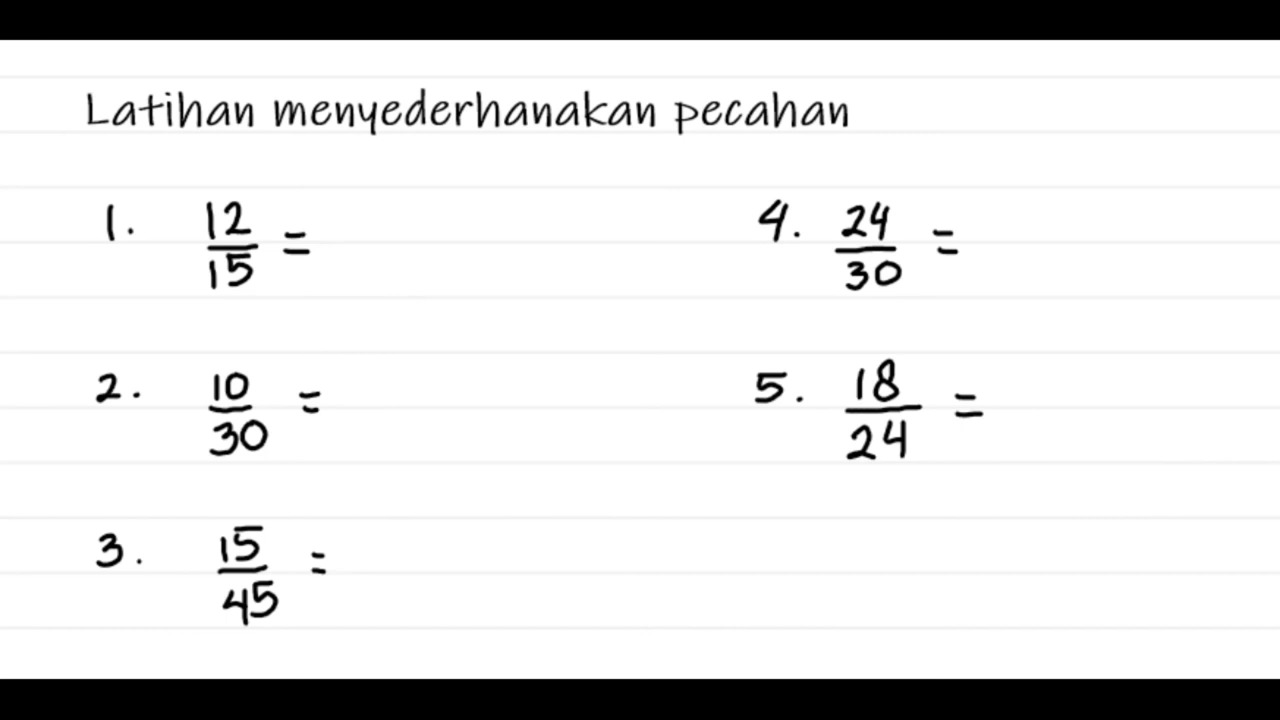 Latihan menyederhanakan pecahan
1. 12/15 =
2. 10/30 =
3. 15/45 =
4. 24/30 =
5. 18/24 =